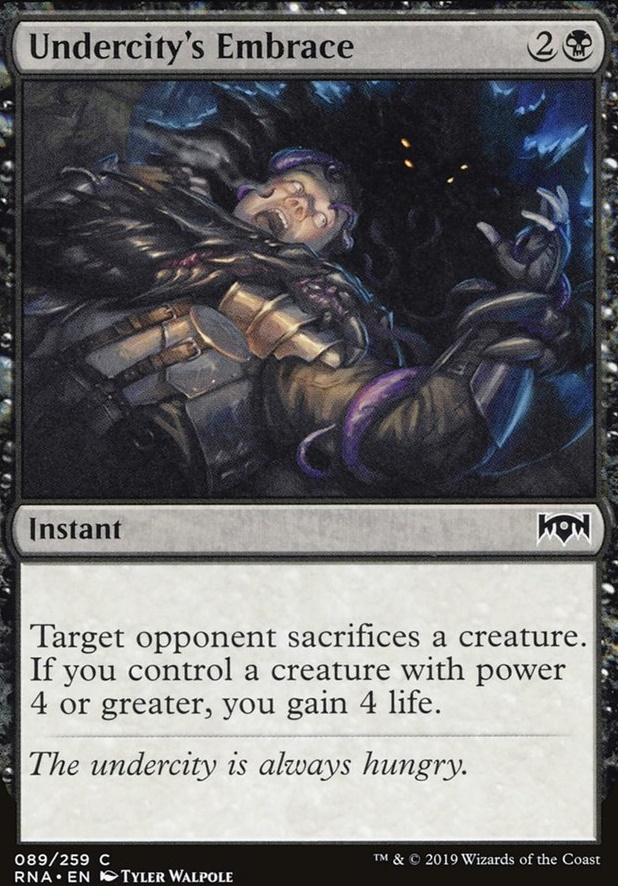 Undercity's Embrace 2
Instant
Target opponent sacrifices a creature.
If you control a creature with power
4 or greater, you gain 4 life.
The undercity is always hungry.
089/259 C
RNA • EN TYLER WALPOLE
™ & © 2019 Wizards of the Coast